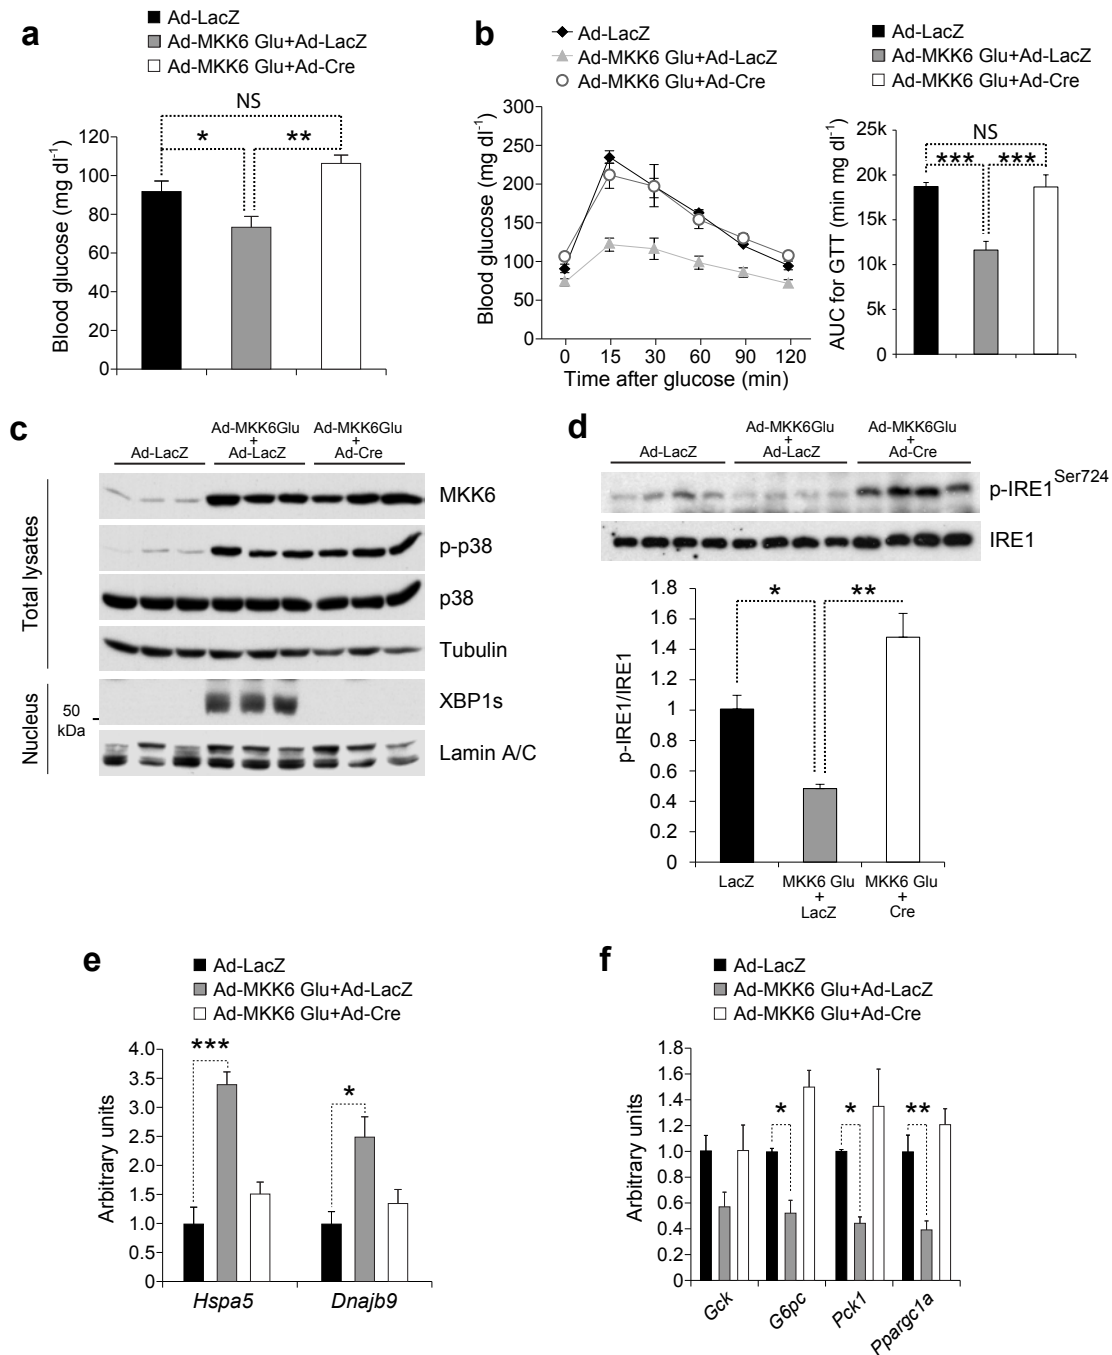 a
Ad-LacZ
Ad-MKK6 Glu+Ad-LacZ
Ad-MKK6 Glu+Ad-Cre
NS
*
**
Blood glucose (mg dl-1)
120
100
80
60
40
20
0
b
Ad-LacZ
Ad-MKK6 Glu+Ad-LacZ
Ad-MKK6 Glu+Ad-Cre
Blood glucose (mg dl-1)
300
250
200
150
100
50
0
0 15 30 60 90 120
Time after glucose (min)
Ad-LacZ
Ad-MKK6 Glu+Ad-LacZ
Ad-MKK6 Glu+Ad-Cre
NS
***
***
AUC for GTT (min mg dl-1)
25k
20k
15k
10k
5k
0
c
Ad-LacZ
Ad-MKK6Glu
+
Ad-LacZ
Ad-MKK6Glu
+
Ad-Cre
Total lysates
MKK6
p-p38
p38
Tubulin
Nucleus
50
kDa
XBP1s
Lamin A/C
d
Ad-LacZ
Ad-MKK6Glu
+
Ad-LacZ
Ad-MKK6Glu
+
Ad-Cre
p-IRE1Ser724
IRE1
p-IRE1/IRE1
1.8
1.6
1.4
1.2
1
0.8
0.6
0.4
0.2
0
*
**
LacZ
MKK6 Glu
+
LacZ
MKK6 Glu
+
Cre
e
Ad-LacZ
Ad-MKK6 Glu+Ad-LacZ
Ad-MKK6 Glu+Ad-Cre
Arbitrary units
4.0
3.5
3.0
2.5
1.5
1.0
0.5
0
***
*
Hspa5
Dnajb9
f
Ad-LacZ
Ad-MKK6 Glu+Ad-LacZ
Ad-MKK6 Glu+Ad-Cre
Arbitrary units
1.8
1.6
1.4
1.2
1.0
0.8
0.6
0.4
0.2
0
*
*
**
Gck
G6pc
Pck1
Ppargc1a